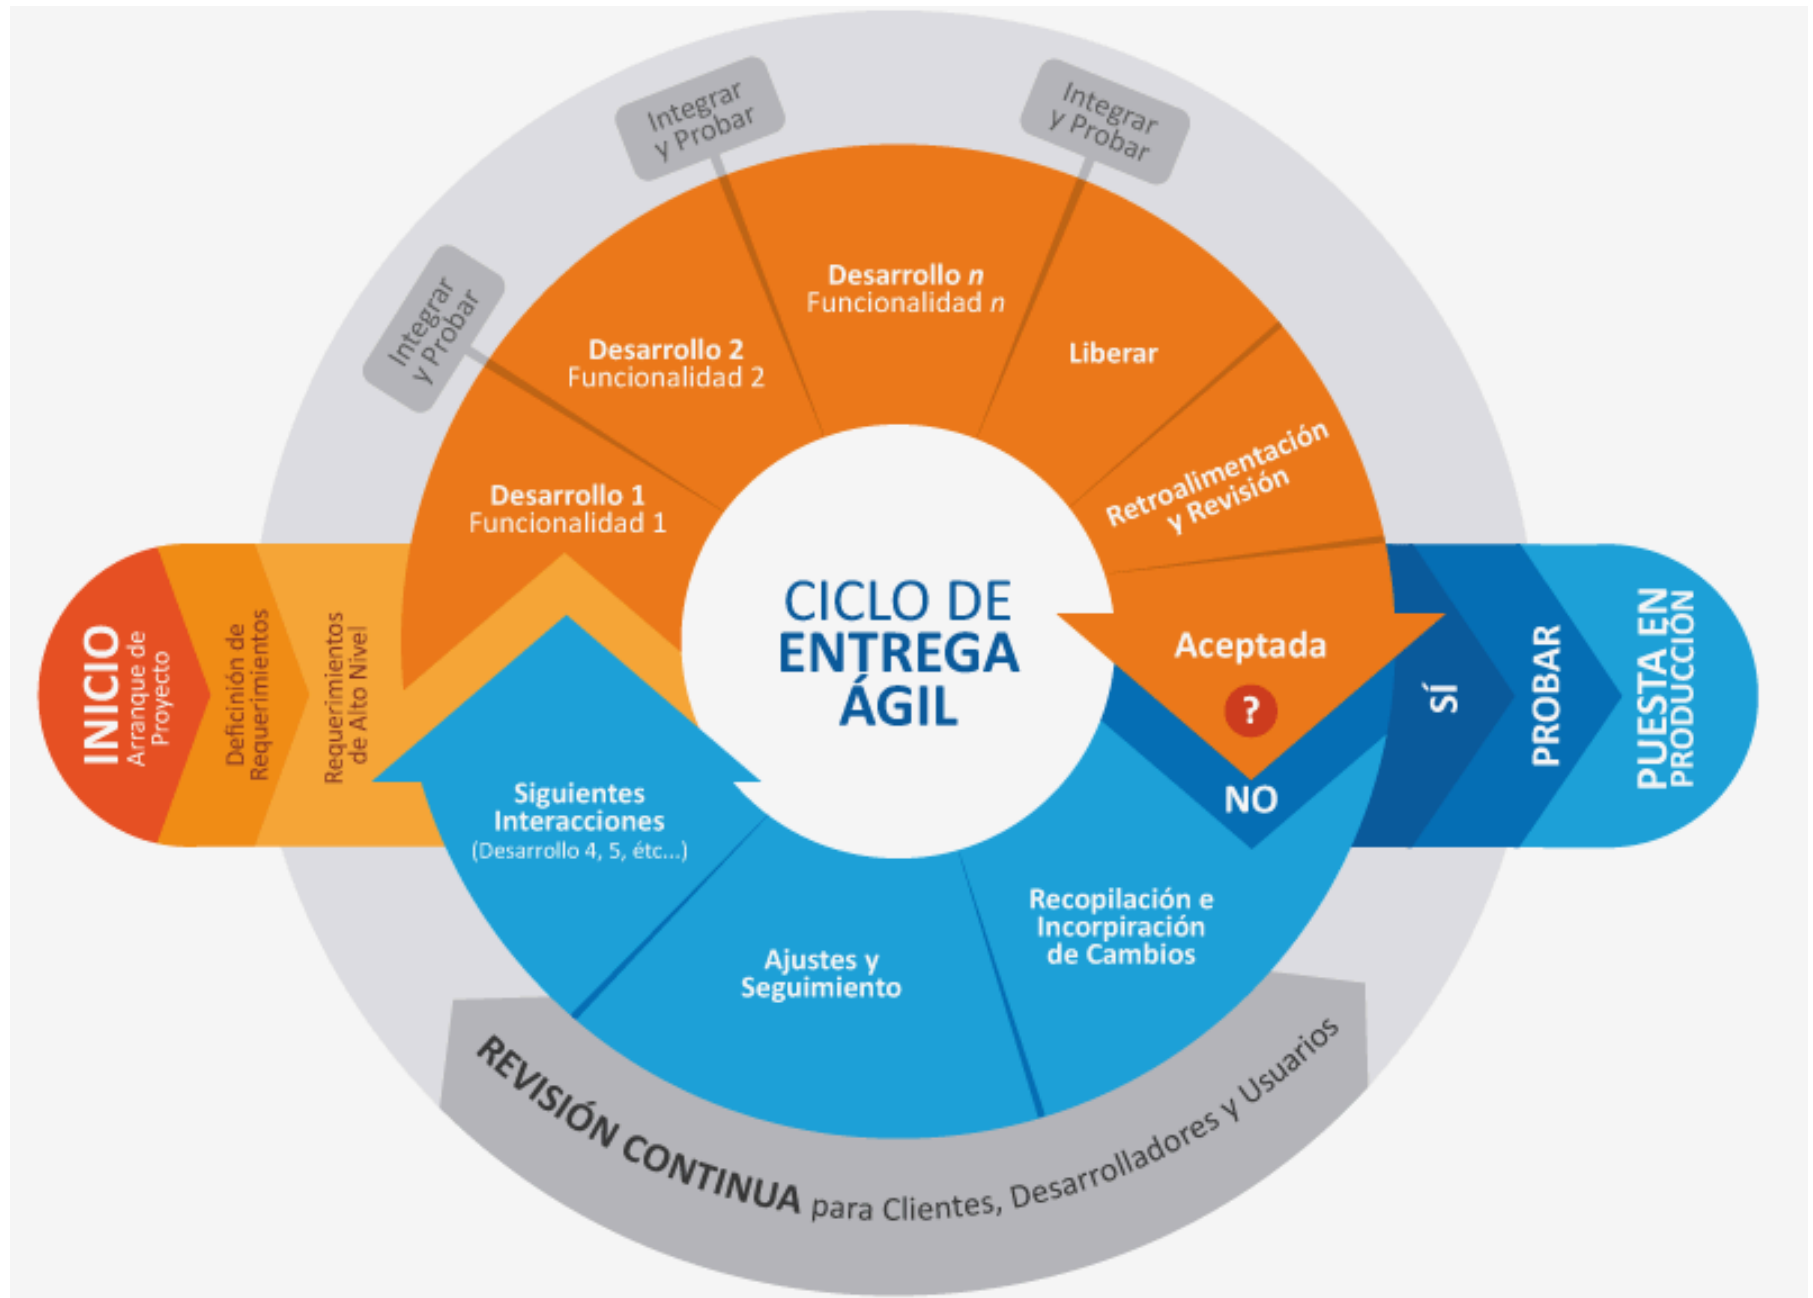 INICIO
Arranque de
Proyecto
Deficinión de
Requerimientos
Requerimientos
de Alto Nivel
Desarrollo 1
Funcionalidad 1
Integrar
y Probar
Desarrollo 2
Funcionalidad 2
Integrar
y Probar
Desarrollo n
Funcionalidad n
Integrar
y Probar
Liberar
Retroalimentación
y Revisión
Aceptada
?
SÍ
PROBAR
PUESTA EN
PRODUCCIÓN
NO
Recopilación e
Incorpiración
de Cambios
Ajustes y
Seguimiento
Siguientes
Interacciones
(Desarrollo 4, 5, étc...)
CICLO DE
ENTREGA
ÁGIL
REVISIÓN CONTINUA para Clientes, Desarrolladores y Usuarios